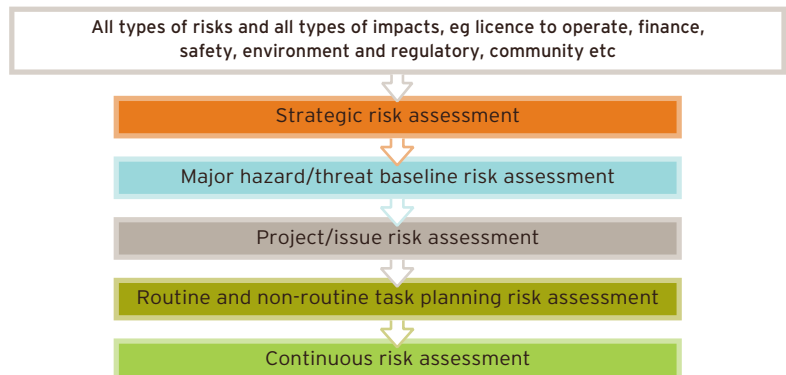 All types of risks and all types of impacts, eg licence to operate, finance,
safety, environment and regulatory, community etc
Strategic risk assessment
Major hazard/threat baseline risk assessment
Project/issue risk assessment
Routine and non-routine task planning risk assessment
Continuous risk assessment